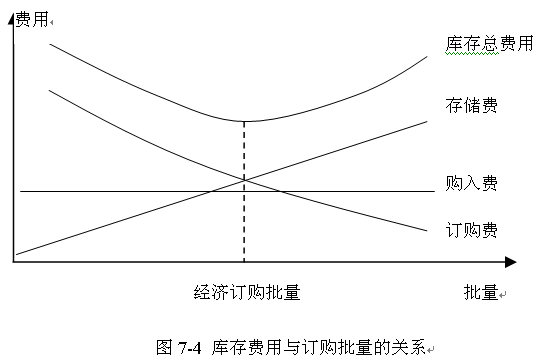 费用
库存总费用
存储费
购入费
订购费
经济订购批量
批量
图 7-4 库存费用与订购批量的关系